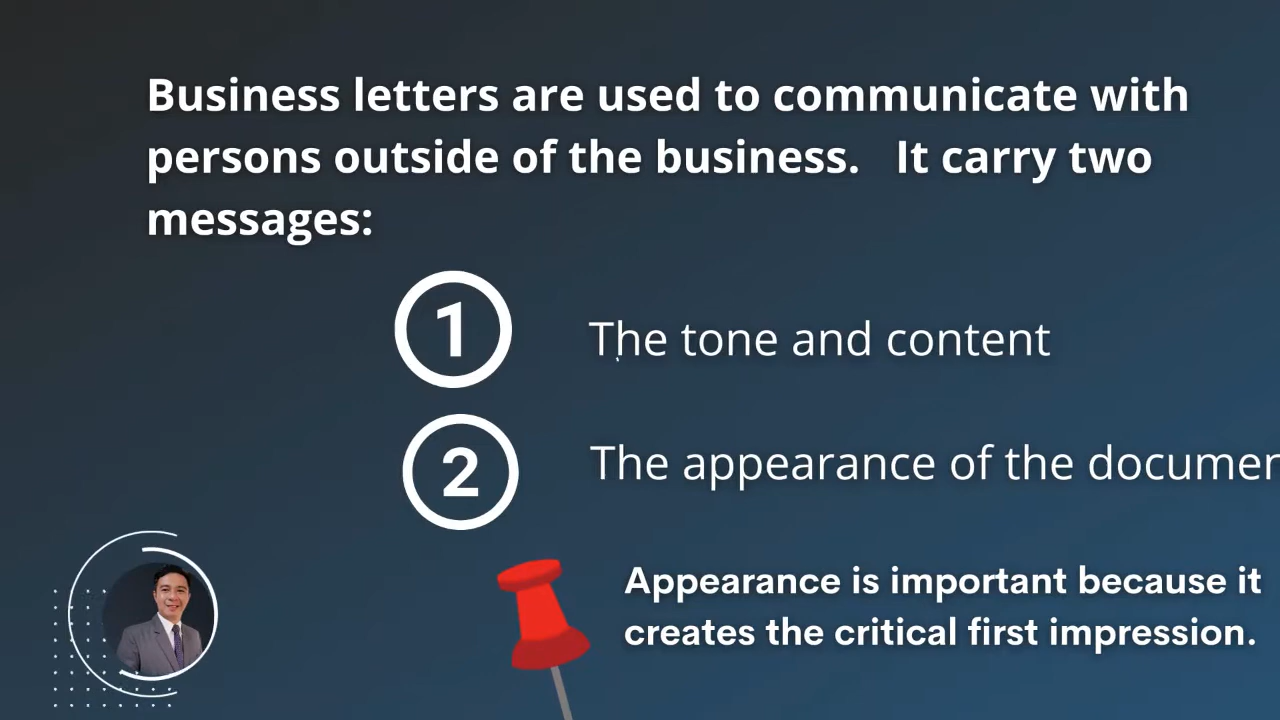 Business letters are used to communicate with
persons outside of the business.   It carry two
messages:
1
The tone and content
2
The appearance of the
Appearance is important because it
creates the critical first impression.